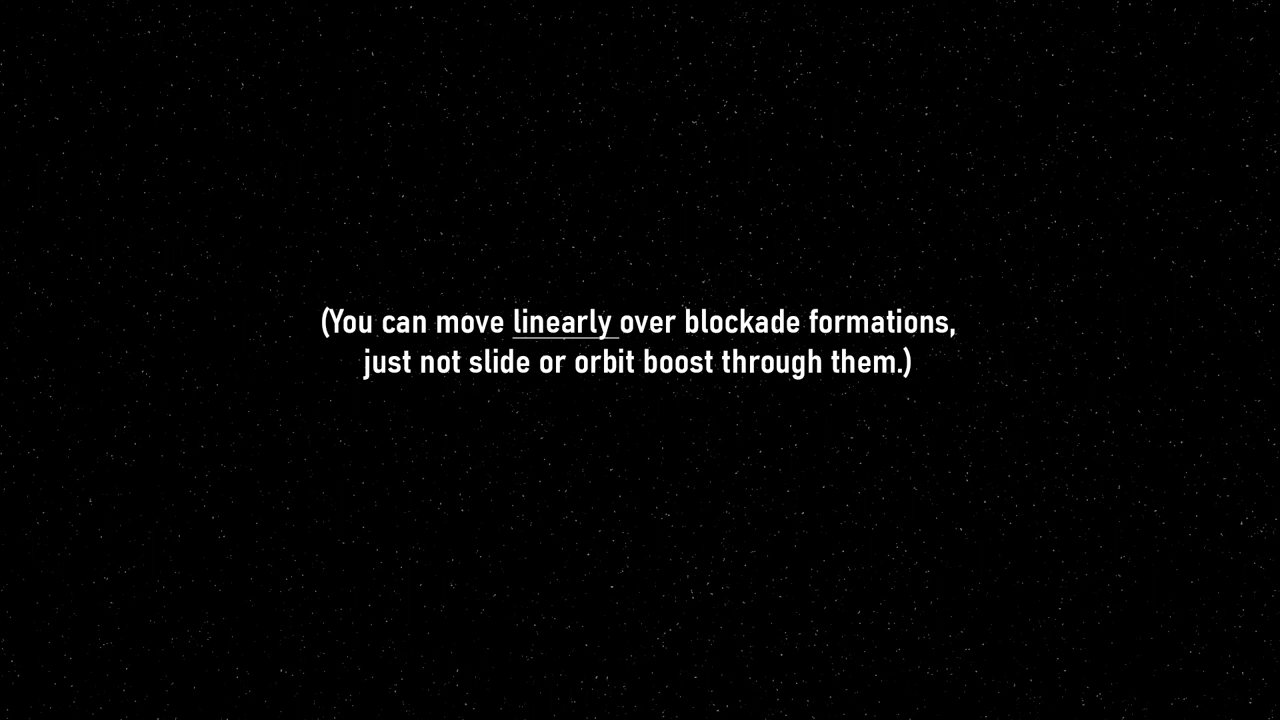 (You can move linearly over blockade formations,
just not slide or orbit boost through them.)